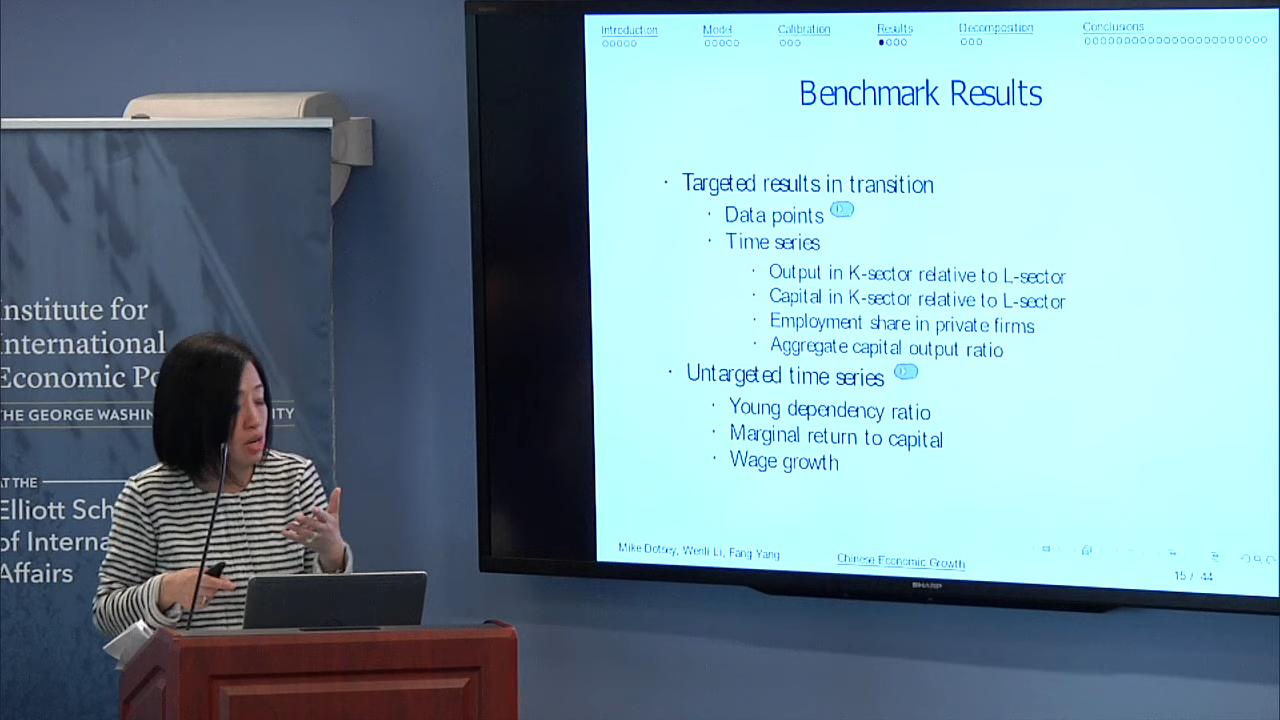 Institute for
International
Economic Po
THE GEORGE WASHIN
ITY
AT THE
Elliott Sch
of Interna
Affairs
Introduction
Model
Calibration
Results
Decomposition
Conclusions
Benchmark Results
· Targeted results in transition
· Data points
· Time series
· Output in K-sector relative to L-sector
· Capital in K-sector relative to L-sector
· Employment share in private firms
· Aggregate capital output ratio
· Untargeted time series
· Young dependency ratio
· Marginal return to capital
· Wage growth
Mike Dotsey, Wenli Li, Fang Yang
Chinese Economic Growth
15 / 44
SHARP